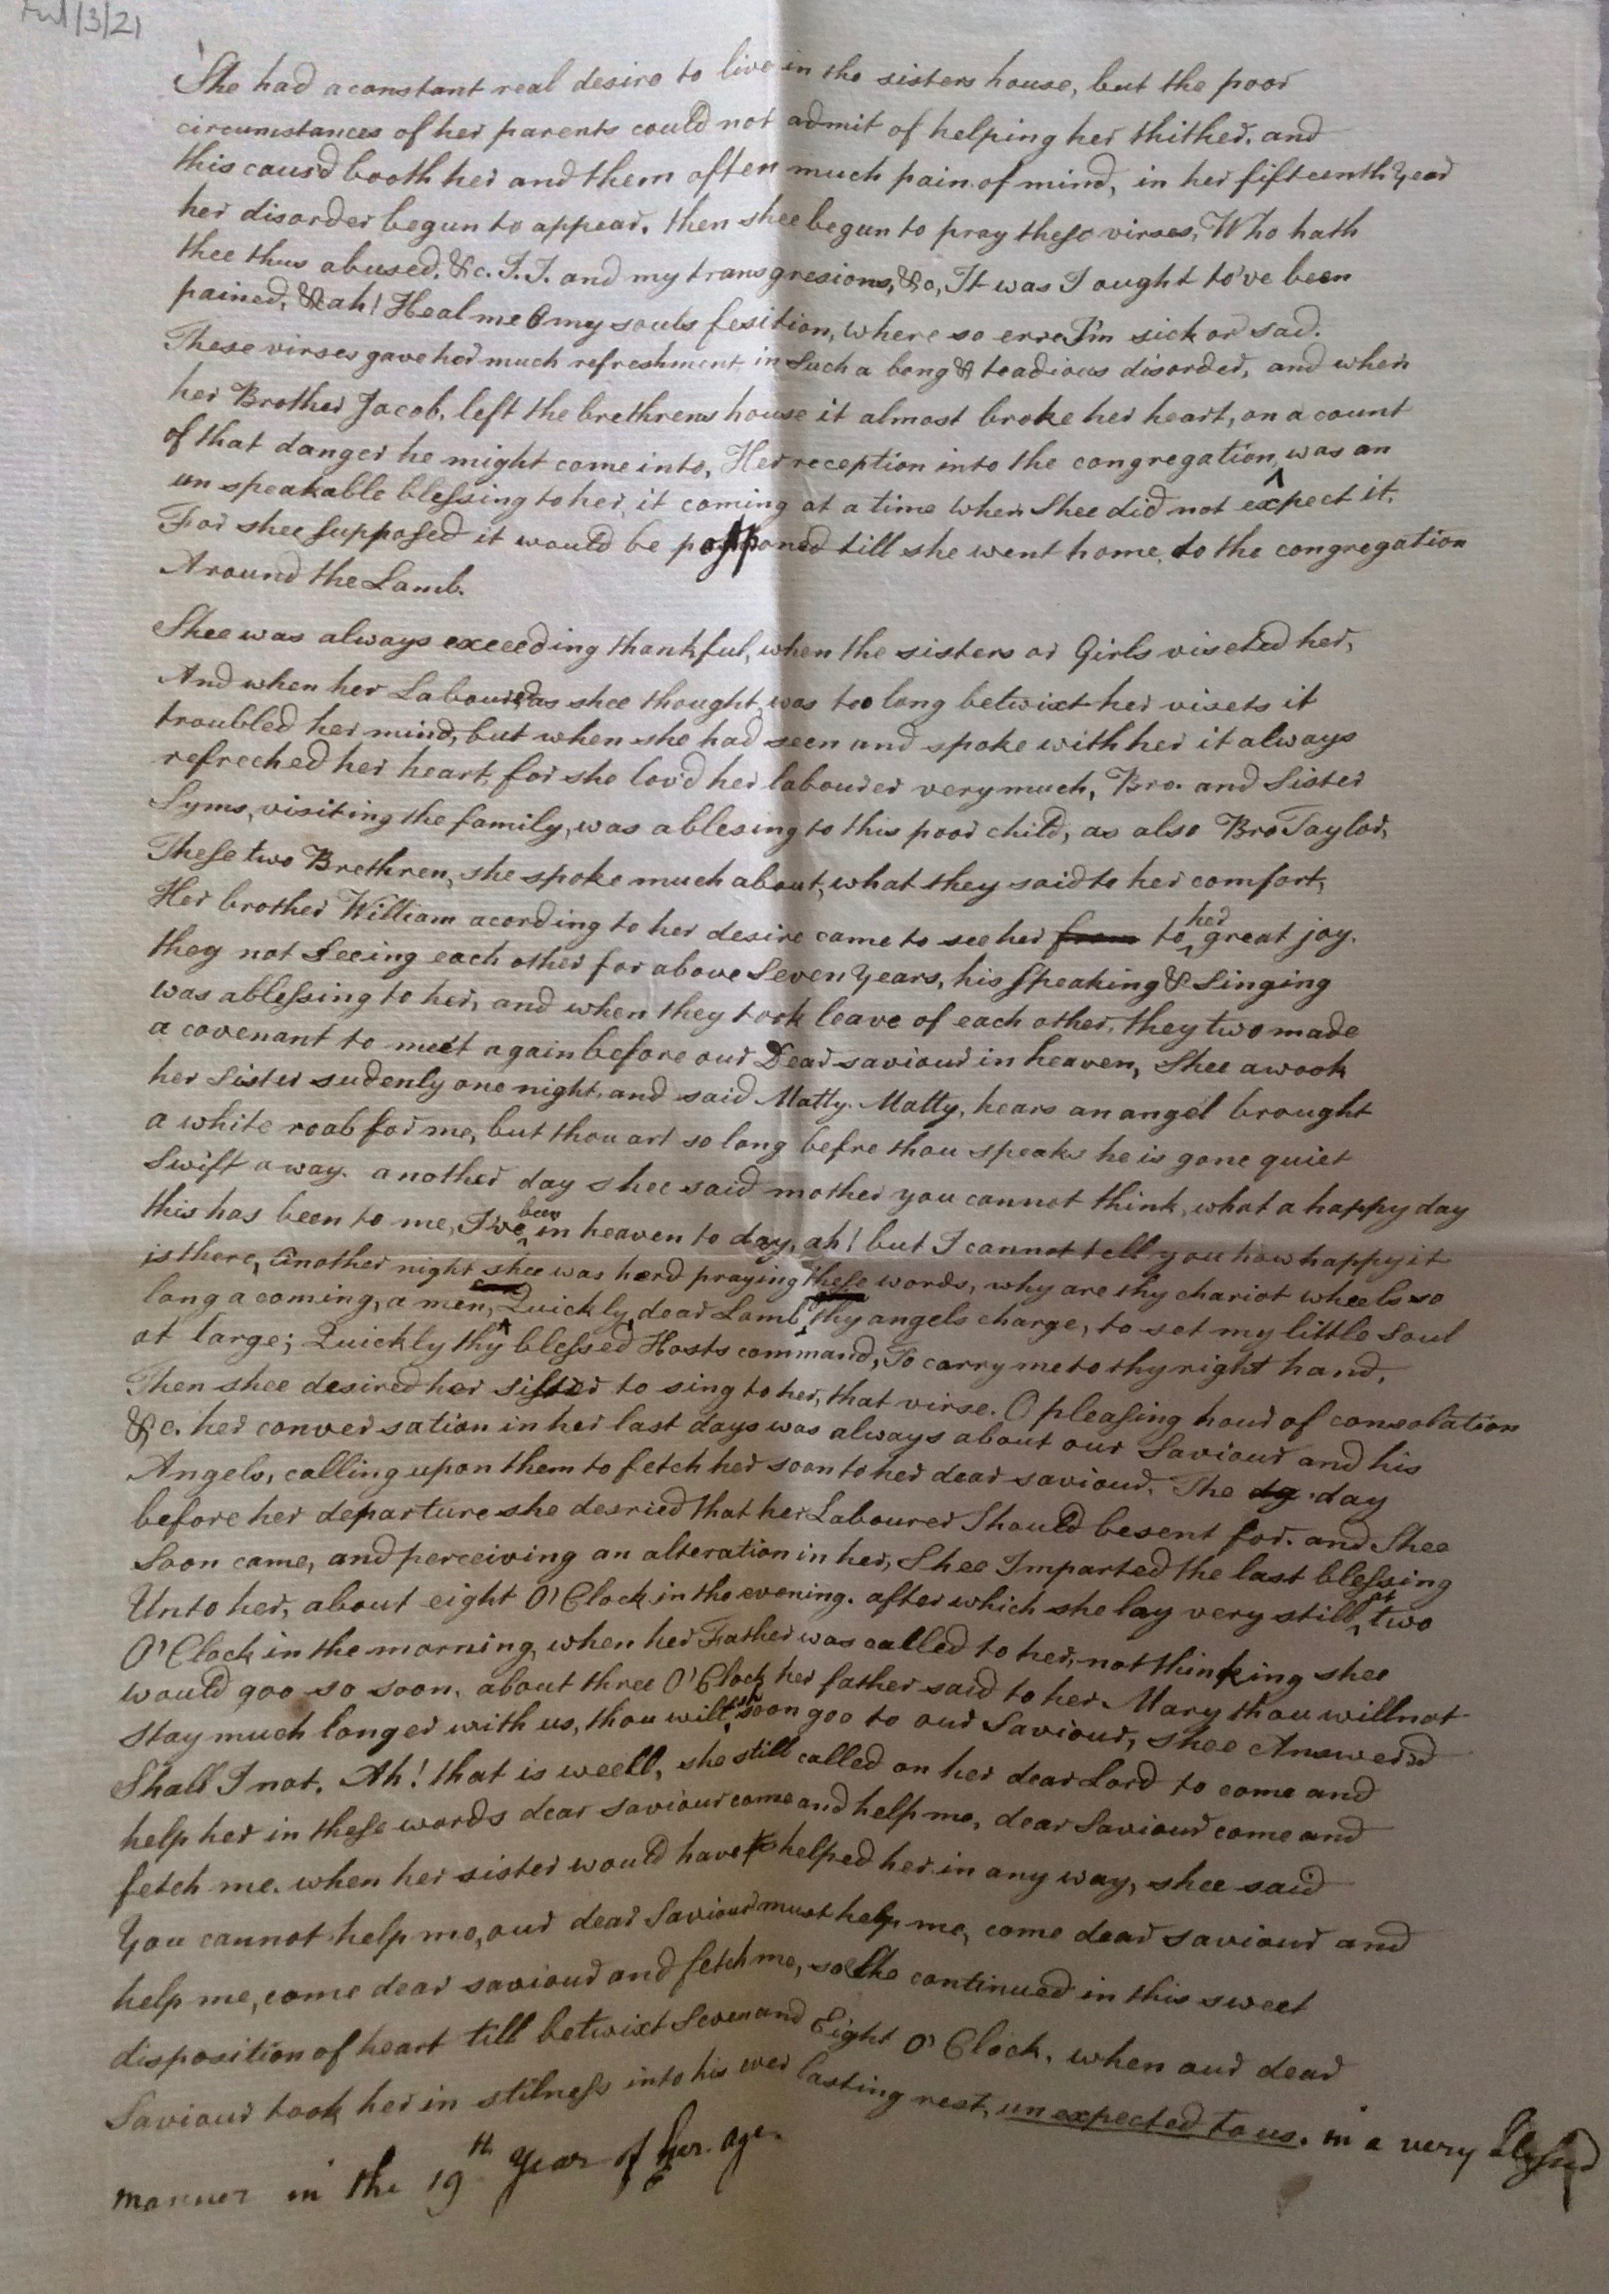 Ful/3/21
She had a constant real desire to live in the sisters house, but the poor
circumstances of her parents could not admit of helping her thither. and
this causd booth her and them often much pain of mind, in her fifteenth Year
her disorder begun to appear. then shee begun to pray these virses, Who hath
thee thus abused, &c. I. I. and my transgresions, &c, It was I ought to've been
pained, &c ah! Heal me O my souls fesition, where so erre I'm sick or sad.
These virses gave her much refreshment in Such a long & teadious disorder, and when
her Brother Jacob, left the brethrens house it almost broke her heart, on a count
of that danger he might come into, Her reception into the congregation, was an
un speakable blessing to her, it coming at a time when Shee did not expect it.
For shee supposed it would be postponed till she went home to the congregation
Around the Lamb.
Shee was always exceeding thankful, when the sisters or Girls viseted her,
And when her Labourer as shee thought, was too long betwixt her visets it
troubled her mind, but when she had seen and spoke with her it always
refreched her heart, for she lov'd her labourer very much, Bro. and Sister
Syms, visiting the family, was a blesing to this poor child, as also Bro Taylor,
These two Brethren, she spoke much about, what they said to her comfort,
Her brother William acording to her desire came to see her from to her great joy.
they not Seeing each other for above Seven Years, his Speaking & Singing
was a blessing to her, and when they took leave of each other, they two made
a covenant to meet again before our Dear saviour in heaven, Shee awook
her Sister sudenly one night, and said Matty. Matty, hears an angel brought
a white roab for me, but thou art so long befre thou speaks he is gone quiet
Swift away. another day shee said mother you cannot think, what a happy day
this has been to me, I've been in heaven to day, ah! but I cannot tell you how happy it
is there, another night shee was herd praying these words, why are thy chariot wheels so
long a coming, a men, Quickly, dear Lamb, thy angels charge, to set my little Soul
at large; Quickly thy blessed Hosts command, To carry me to thy right hand,
Then shee desired her sister to sing to her, that virse. O pleasing hour of consolation
&c. her conversation in her last days was always about our Saviour and his
Angels, calling upon them to fetch her soon to her dear saviour. The dg day
before her departure she desried that her Labourer Should be sent for. and Shee
Soon came, and perceiving an alteration in her, Shee Imparted the last blessing
Unto her, about eight O'Clock in the evening. after which she lay very still, two
O'Clock in the morning, when her Father was called to her, not thinking shee
would goo so soon. about three O'Clock her father said to her Mary thou will not
Stay much longer with us, thou wilt soon goo to our Saviour, shee Answered
Shall I not. Ah! that is weell, she still called on her dear Lord to come and
help her in these words dear Saviour come and help me, dear Saviour come and
fetch me. when her sister would have helped her in any way, shee said
You cannot help me, our dear Saviour must help me, come dear saviour and
help me, come dear saviour and fetch me, so she continued in this sweet
disposition of heart till betwixt Seven and Eight O'Clock. when our dear
Saviour took her in stilness into his ever lasting rest, unexpected to us. in a very blessed
manner in the 19th Year of her age.